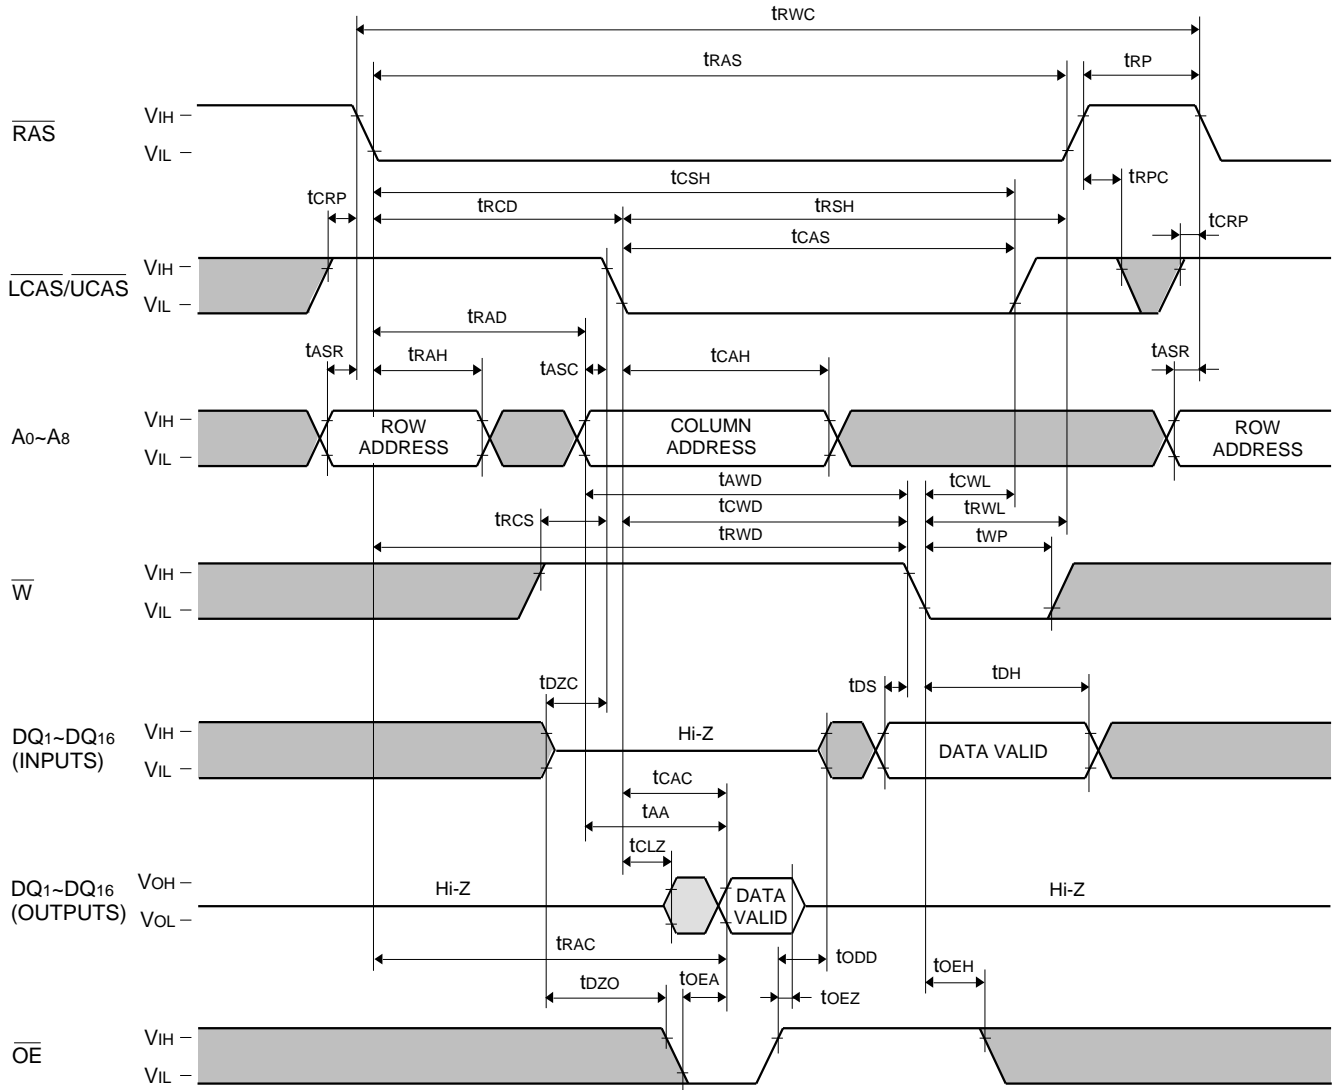 tRWC
tRAS
tRP
RAS
VIH
VIL
tCSH
tRPC
tCRP
tRCD
tRSH
tCRP
tCAS
LCAS/UCAS
VIH
VIL
tRAD
tASR
tRAH
tASC
tCAH
tASR
A0~A8
VIH
VIL
ROW
ADDRESS
COLUMN
ADDRESS
ROW
ADDRESS
tAWD
tCWL
tRCS
tCWD
tRWL
tRWD
tWP
W
VIH
VIL
tDZC
tDS
tDH
DQ1~DQ16
(INPUTS)
VIH
VIL
Hi-Z
DATA VALID
tCAC
tAA
tCLZ
DQ1~DQ16
(OUTPUTS)
VOH
VOL
Hi-Z
DATA
VALID
Hi-Z
tRAC
tODD
tOEH
tDZO
tOEA
tOEZ
OE
VIH
VIL